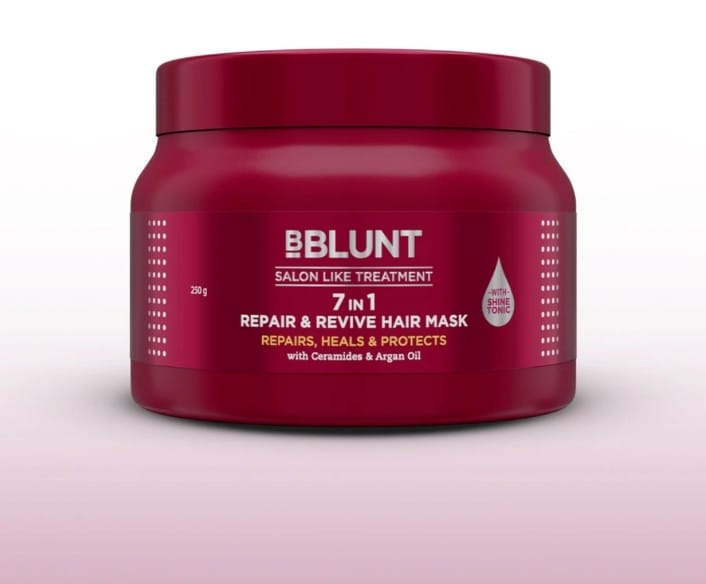 BBLUNT
SALON LIKE TREATMENT
7 IN 1
REPAIR & REVIVE HAIR MASK
REPAIRS, HEALS & PROTECTS
with Ceramides & Argan Oil
250 g
-WITH-
SHINE
TONIC